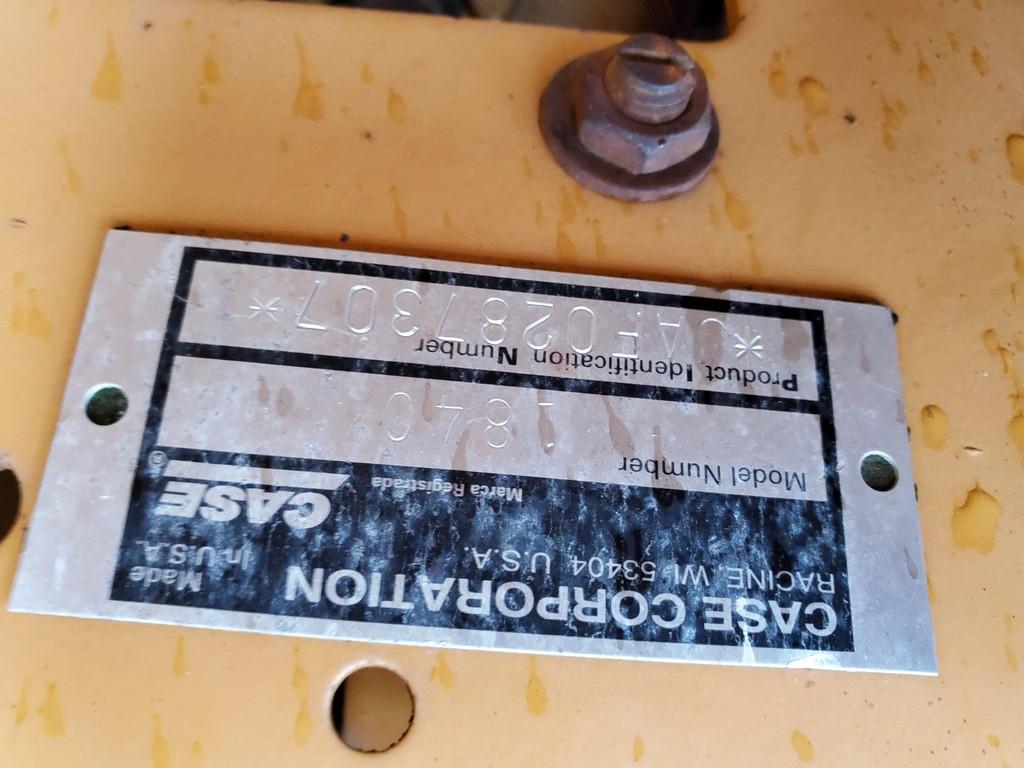 CASE CORPORATION
RACINE, WI 53404 U.S.A.
Made
In U.S.A.
CASE®
Marca Registrada
Model Number
1840
Product Identification Number
*JAF0287307*